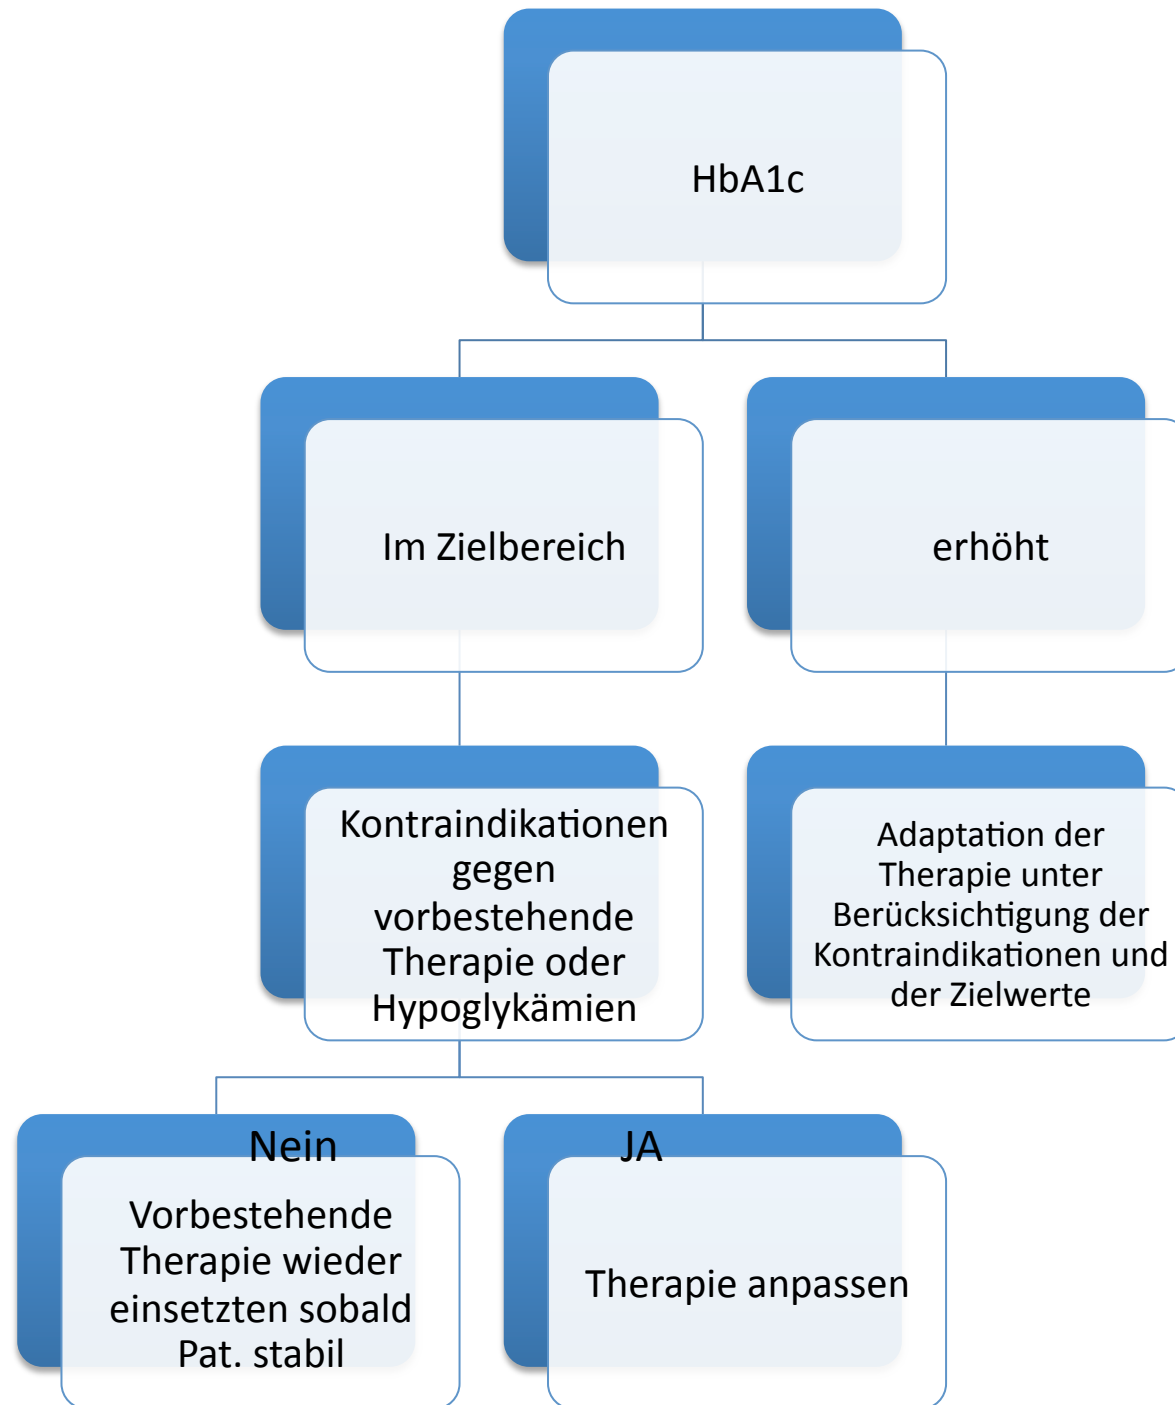 HbA1c
Im Zielbereich
erhöht
Kontraindikationen
gegen
vorbestehende
Therapie oder
Hypoglykämien
Adaptation der
Therapie unter
Berücksichtigung der
Kontraindikationen und
der Zielwerte
Nein
Vorbestehende
Therapie wieder
einsetzten sobald
Pat. stabil
JA
Therapie anpassen